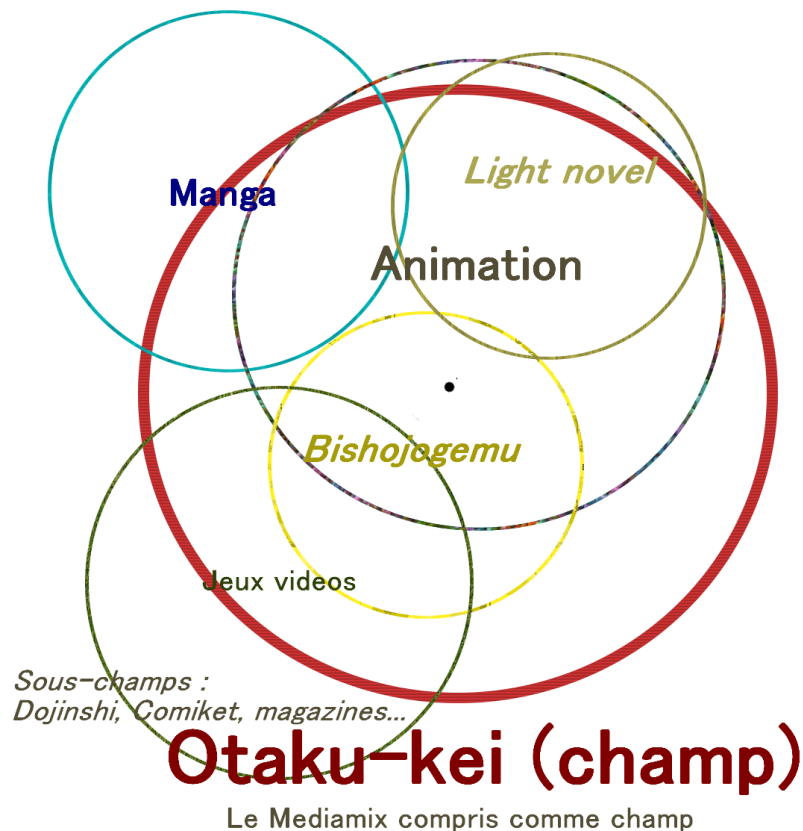 Light novel
Manga
Animation
Bishojogemu
Jeux videos
Sous-champs :
Dojinshi, Comiket, magazines...
Otaku-kei (champ)
Le Mediamix compris comme champ